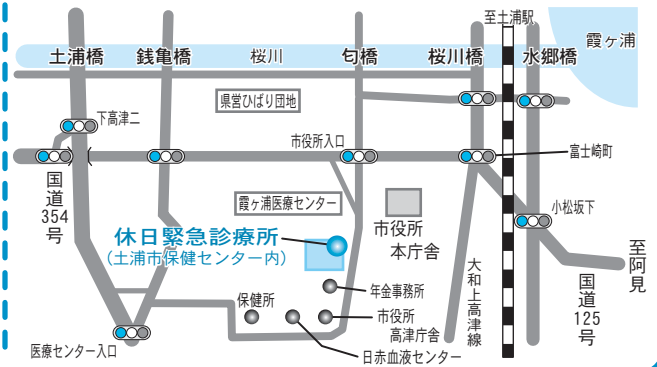 至土浦駅
霞ヶ浦
土浦橋
銭亀橋
桜川
匂橋
桜川橋
水郷橋
県営ひばり団地
下高津二
市役所入口
富士崎町
国道354号
霞ヶ浦医療センター
市役所
本庁舎
小松坂下
休日緊急診療所
(土浦市保健センター内)
大和上高津線
至阿見
国道125号
年金事務所
保健所
市役所
高津庁舎
医療センター入口
日赤血液センター